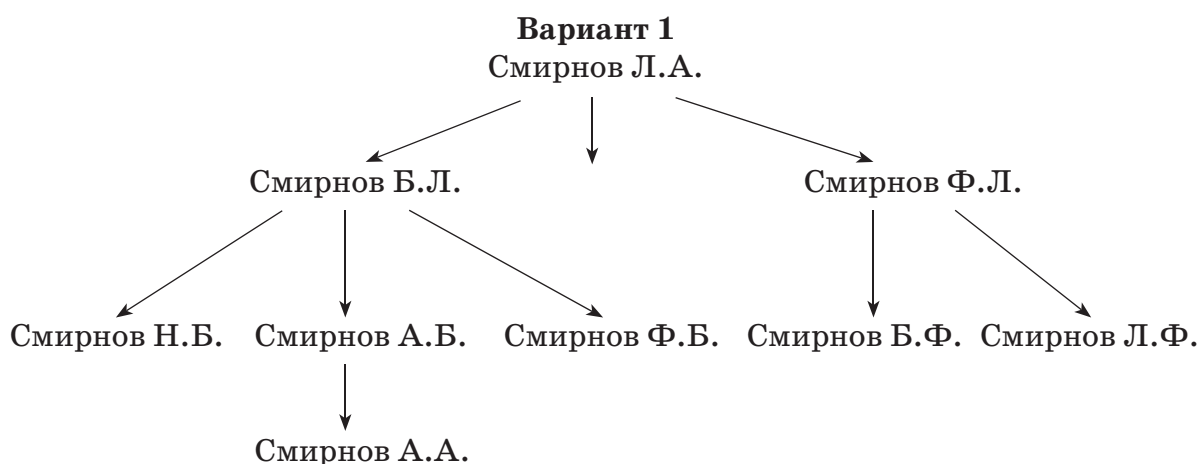 Вариант 1
Смирнов Л.А.
Смирнов Б.Л. Смирнов Ф.Л.
Смирнов Н.Б. Смирнов А.Б. Смирнов Ф.Б. Смирнов Б.Ф. Смирнов Л.Ф.
Смирнов А.А.